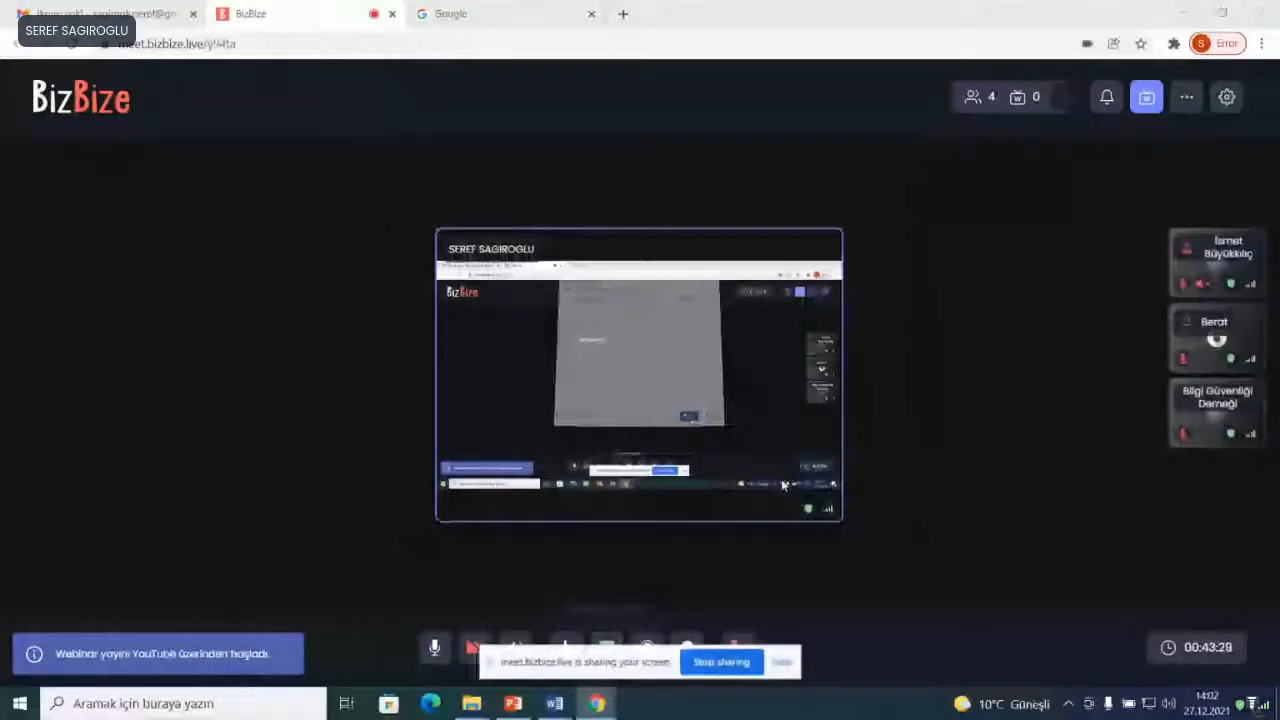 SEREF SAGIROGLU
BizBize
Google
meet.bizbize.live/
Error
BizBize
4
0
SEREF SAGIROGLU
BizBize
İsmet
Büyükkılıç
Berat
Bilgi Güvenliği
Derneği
Webinar yayını YouTube üzerinden başladı.
meet.bizbize.live is sharing your screen
Stop sharing
Hide
00:43:29
Aramak için buraya yazın
10°C Güneşli
14:02
27.12.2021